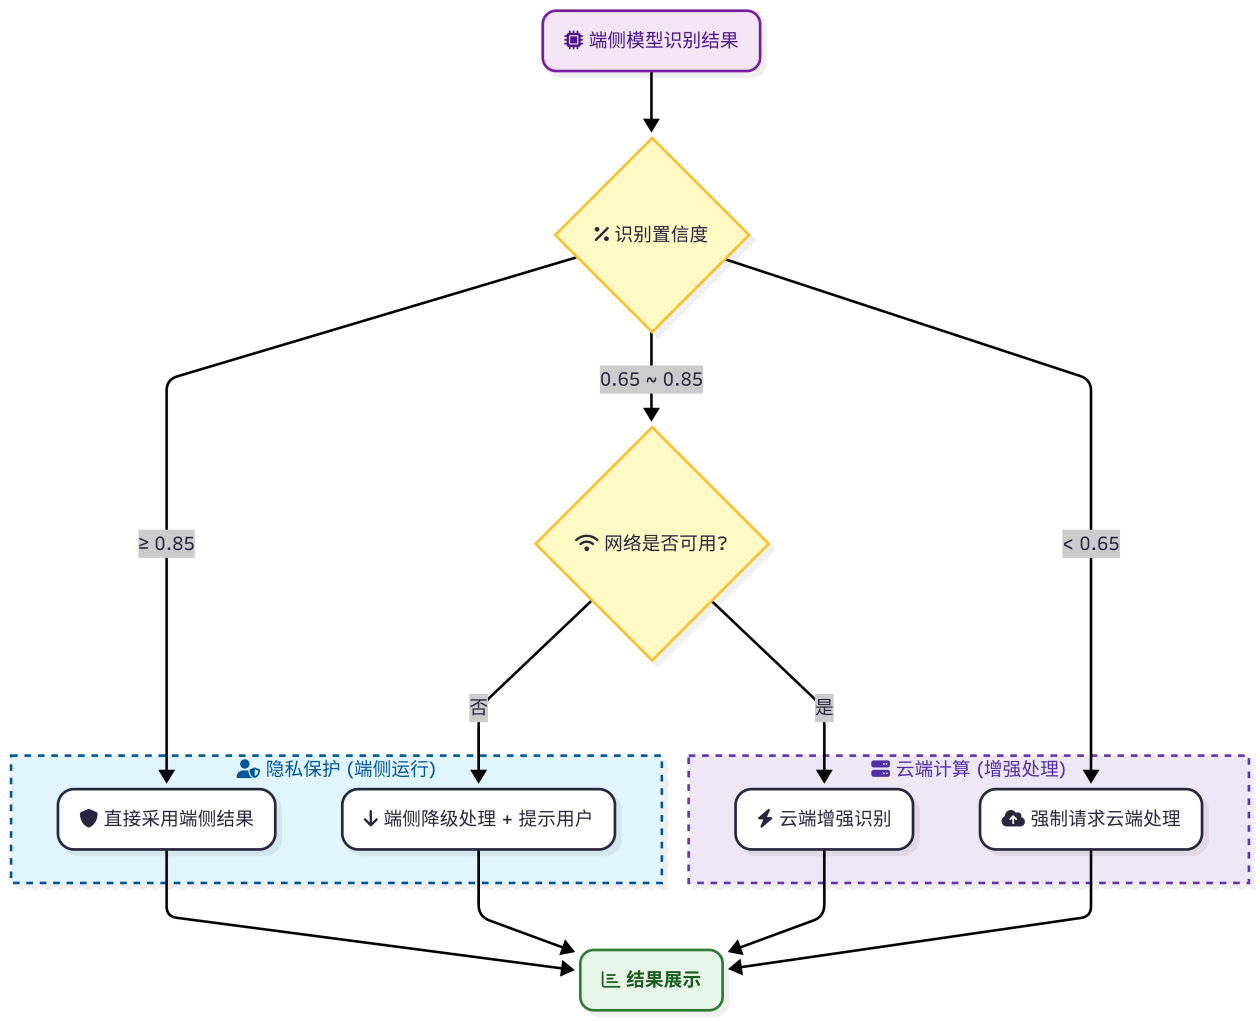 端侧模型识别结果
识别置信度
0.65 ~ 0.85
≥ 0.85
网络是否可用?
< 0.65
否
是
隐私保护 (端侧运行)
云端计算 (增强处理)
直接采用端侧结果
端侧降级处理 + 提示用户
云端增强识别
强制请求云端处理
结果展示